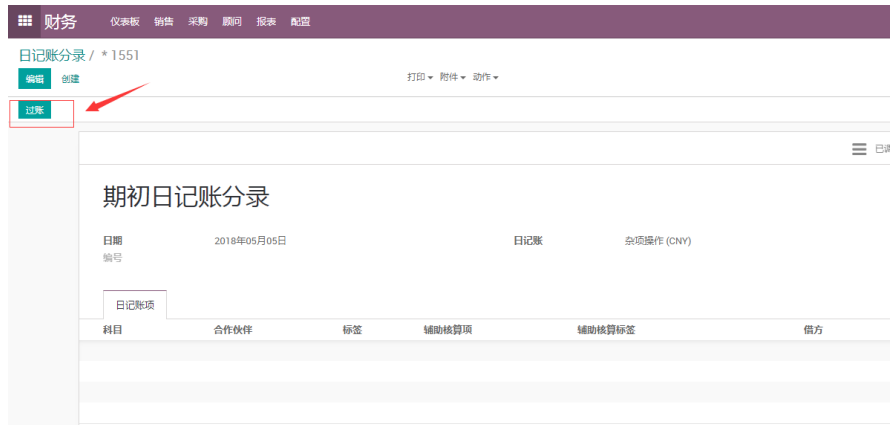 财务 仪表板 销售 采购 顾问 报表 配置
日记账分录 / * 1551
编辑 创建 打印 附件 动作
过账
已调
期初日记账分录
日期 2018年05月05日 日记账 杂项操作 (CNY)
编号
日记账项
科目 合作伙伴 标签 辅助核算项 辅助核算标签 借方